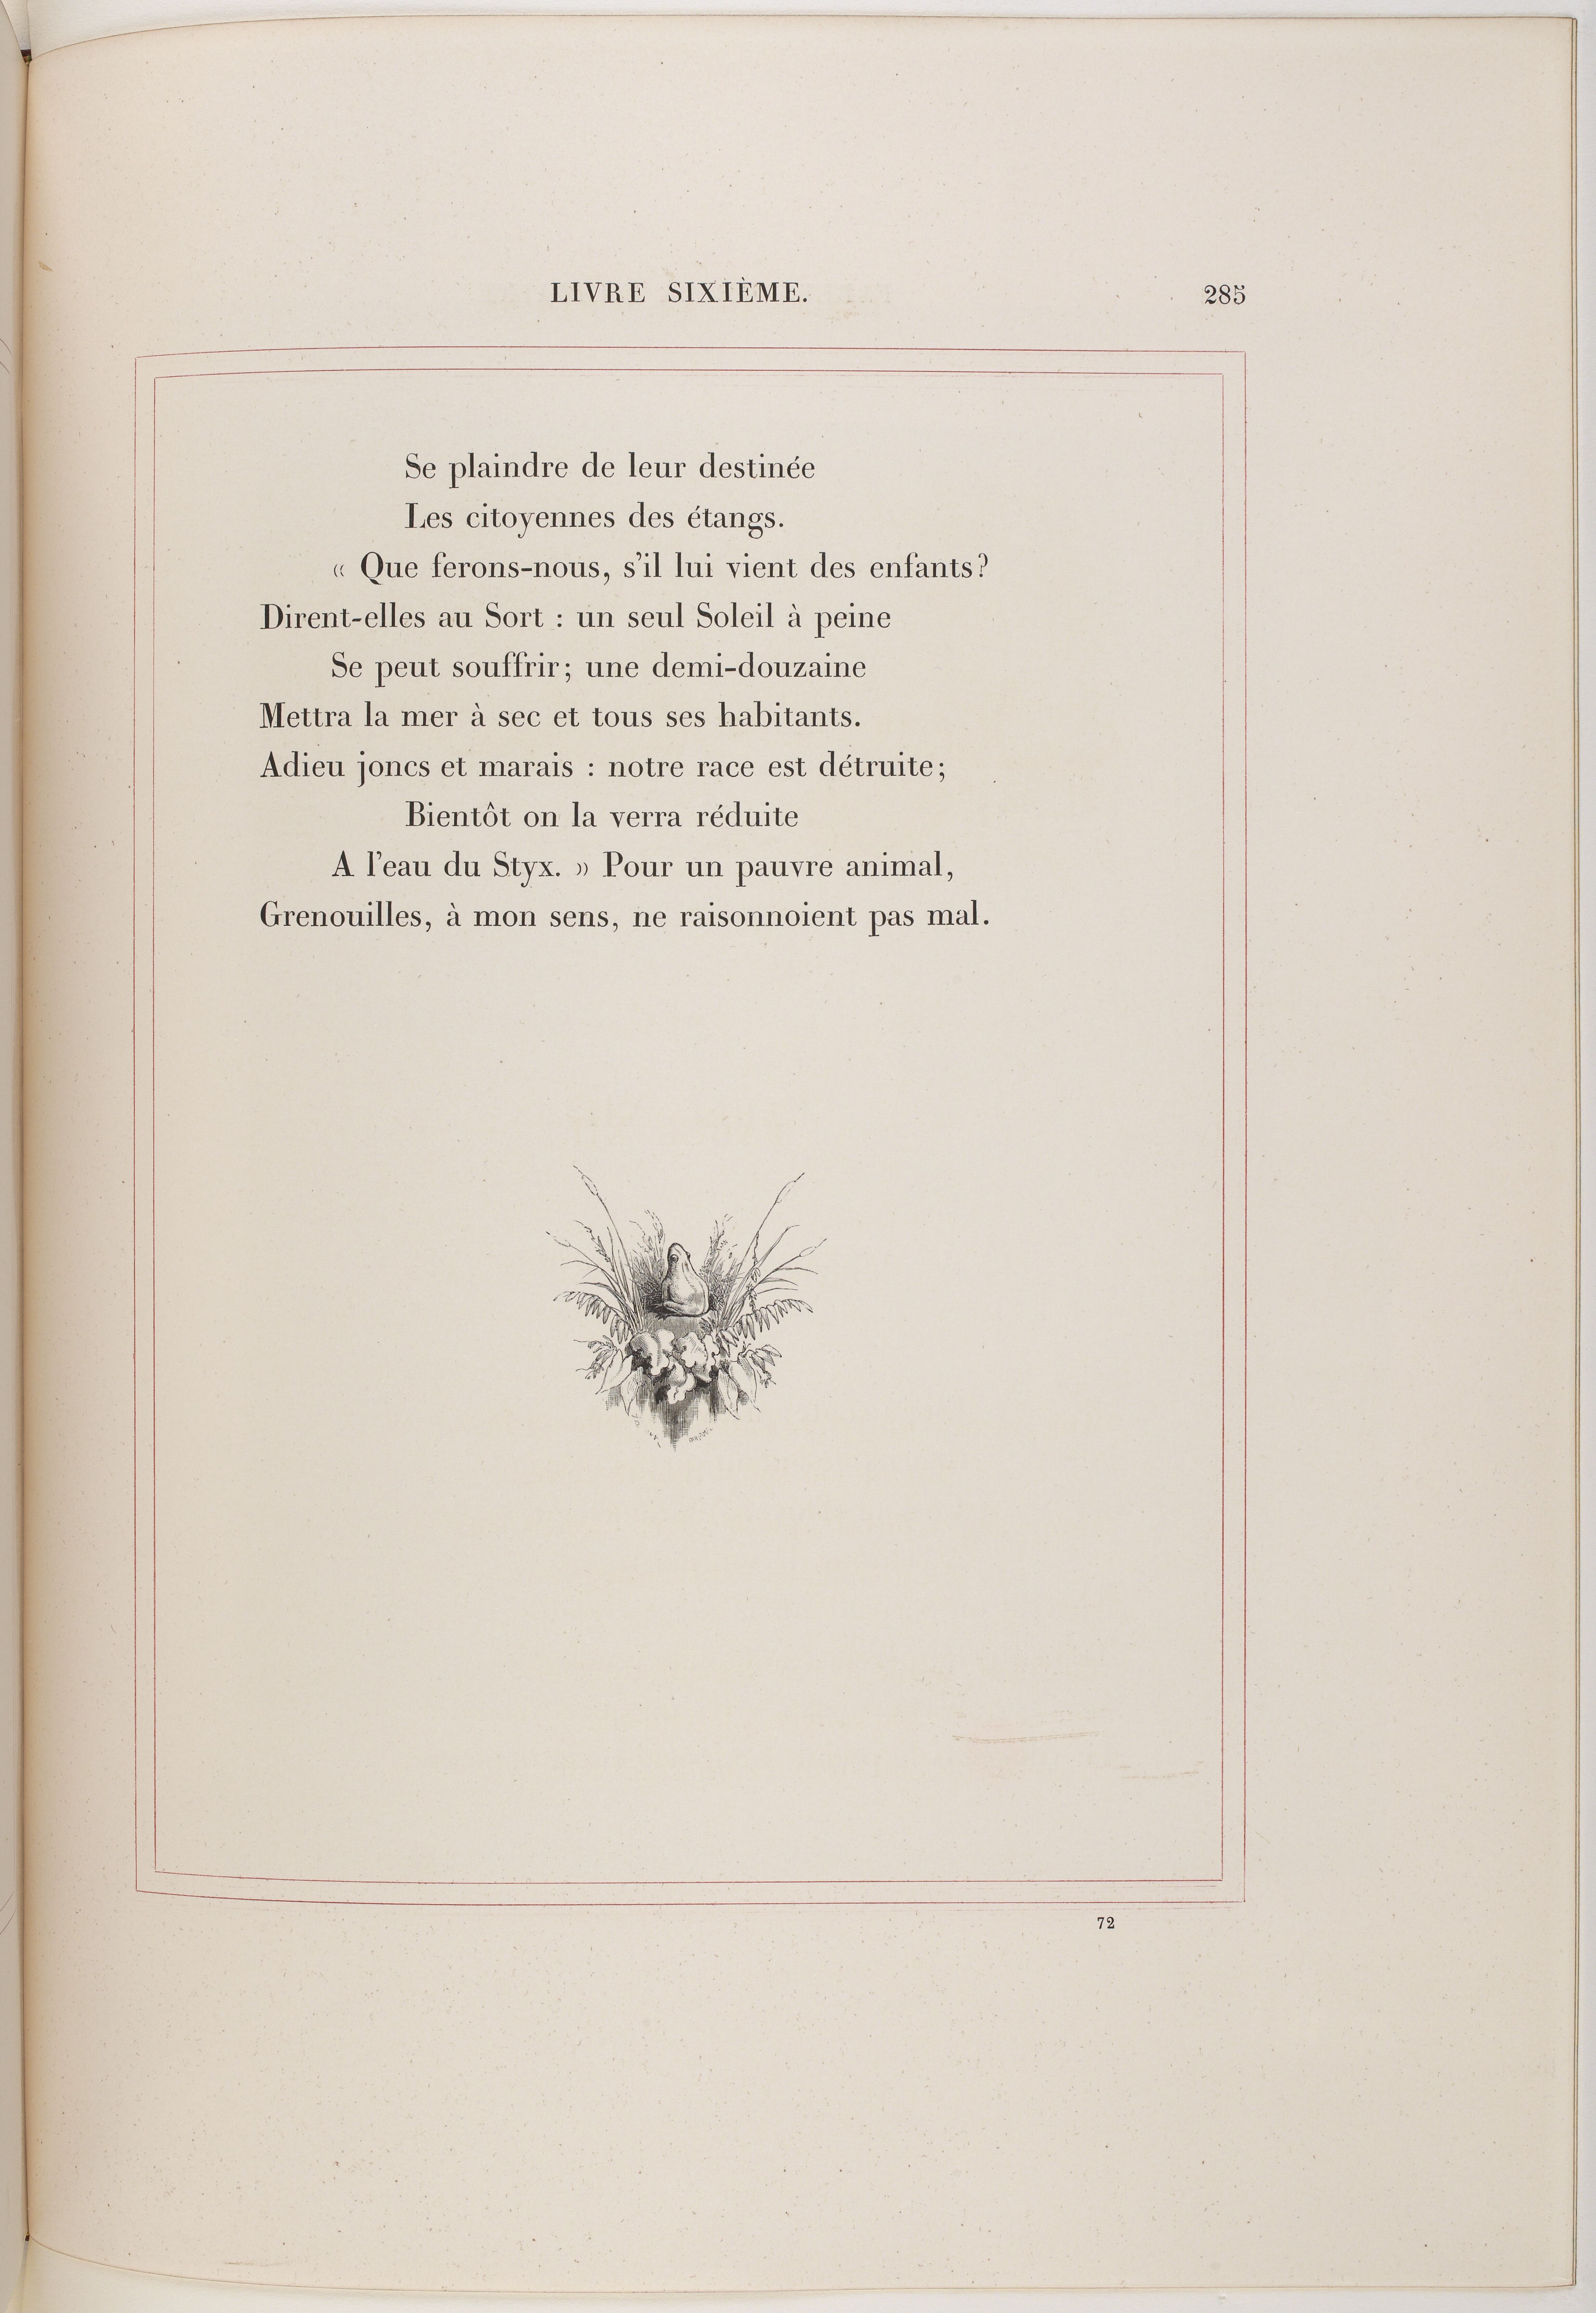 LIVRE SIXIÈME.
285
Se plaindre de leur destinée
Les citoyennes des étangs.
« Que ferons-nous, s'il lui vient des enfants?
Dirent-elles au Sort : un seul Soleil à peine
Se peut souffrir; une demi-douzaine
Mettra la mer à sec et tous ses habitants.
Adieu joncs et marais : notre race est détruite;
Bientôt on la verra réduite
A l'eau du Styx. » Pour un pauvre animal,
Grenouilles, à mon sens, ne raisonnoient pas mal.
72